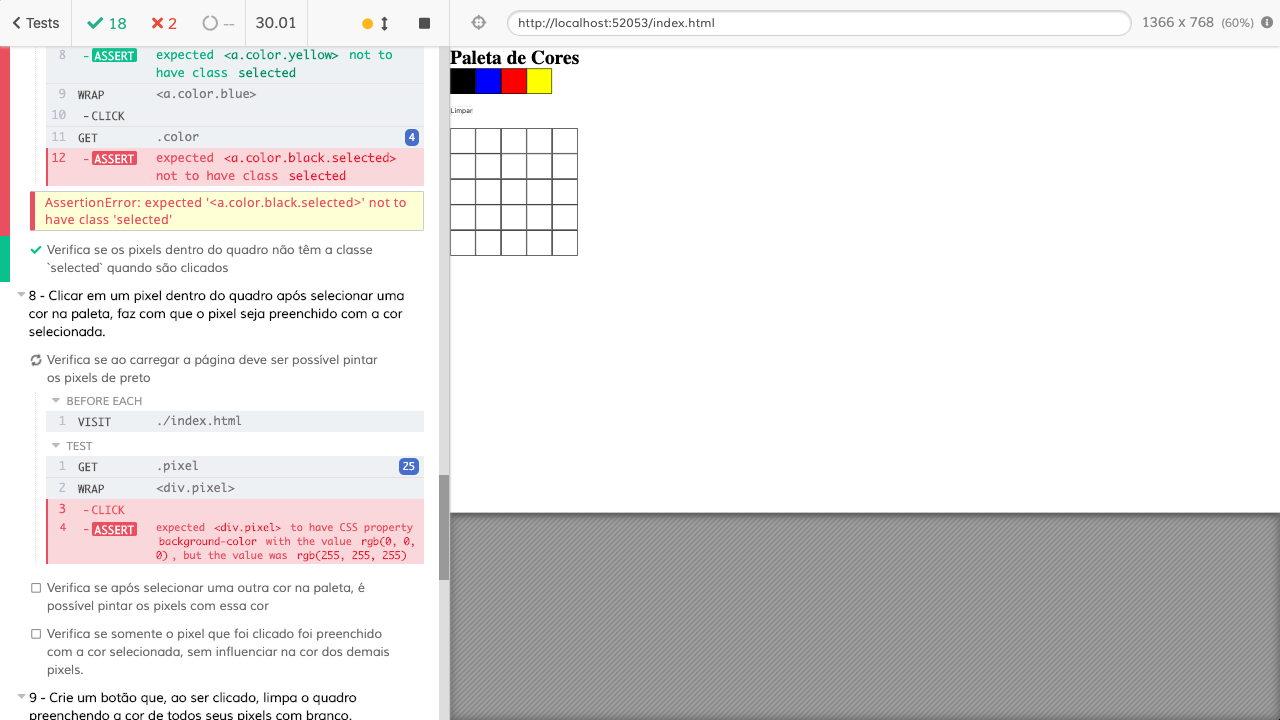 Tests
18
2
--
30.01
http://localhost:52053/index.html
1366 x 768 (60%)
8 -ASSERT expected <a.color.yellow> not to
have class selected
9 WRAP <a.color.blue>
10 -CLICK
11 GET .color 4
12 -ASSERT expected <a.color.black.selected>
not to have class selected
AssertionError: expected '<a.color.black.selected>' not to
have class 'selected'
Verifica se os pixels dentro do quadro não têm a classe
`selected` quando são clicados
8 - Clicar em um pixel dentro do quadro após selecionar uma
cor na paleta, faz com que o pixel seja preenchido com a cor
selecionada.
Verifica se ao carregar a página deve ser possível pintar
os pixels de preto
BEFORE EACH
1 VISIT ./index.html
TEST
1 GET .pixel 25
2 WRAP <div.pixel>
3 -CLICK
4 -ASSERT expected <div.pixel> to have CSS property
background-color with the value rgb(0, 0,
0), but the value was rgb(255, 255, 255)
Verifica se após selecionar uma outra cor na paleta, é
possível pintar os pixels com essa cor
Verifica se somente o pixel que foi clicado foi preenchido
com a cor selecionada, sem influenciar na cor dos demais
pixels.
9 - Crie um botão que, ao ser clicado, limpa o quadro
preenchendo a cor de todos seus pixels com branco.
Paleta de Cores
Limpar